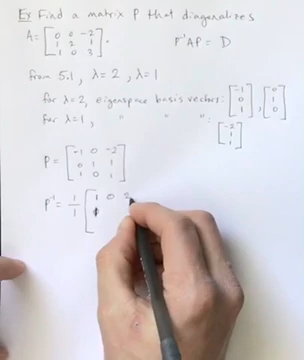 Ex Find a matrix P that diagonalizes
A = [0 0 -2; 1 2 1; 1 0 3]. P⁻¹AP = D
from 5.1, λ = 2, λ = 1
for λ = 2, eigenspace basis vectors: [-1; 0; 1], [0; 1; 0]
for λ = 1, " " " : [-2; 1; 1]
P = [-1 0 -2; 0 1 1; 1 0 1]
P⁻¹ = 1/1 [1 0